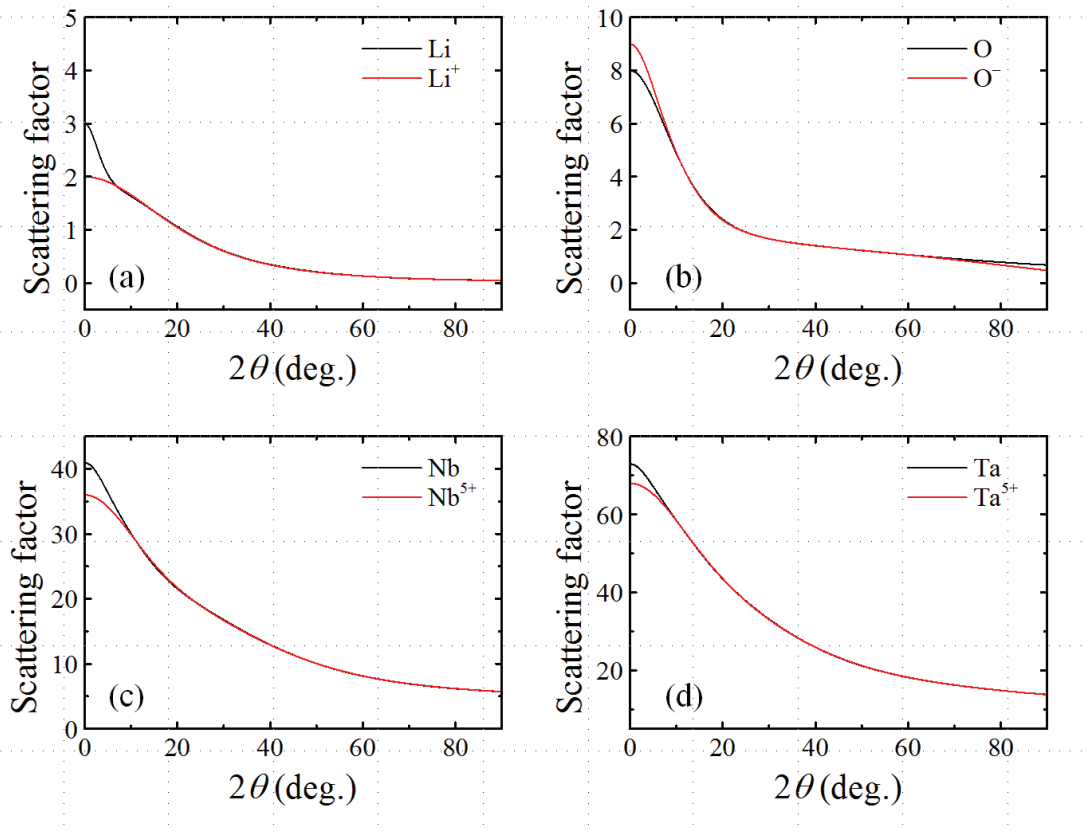 5
4
3
2
1
0
Scattering factor
Li
Li⁺
(a)
0 20 40 60 80
2θ (deg.)
10
8
6
4
2
0
Scattering factor
O
O⁻
(b)
0 20 40 60 80
2θ (deg.)
40
30
20
10
0
Scattering factor
Nb
Nb⁵⁺
(c)
0 20 40 60 80
2θ (deg.)
80
60
40
20
Scattering factor
Ta
Ta⁵⁺
(d)
0 20 40 60 80
2θ (deg.)